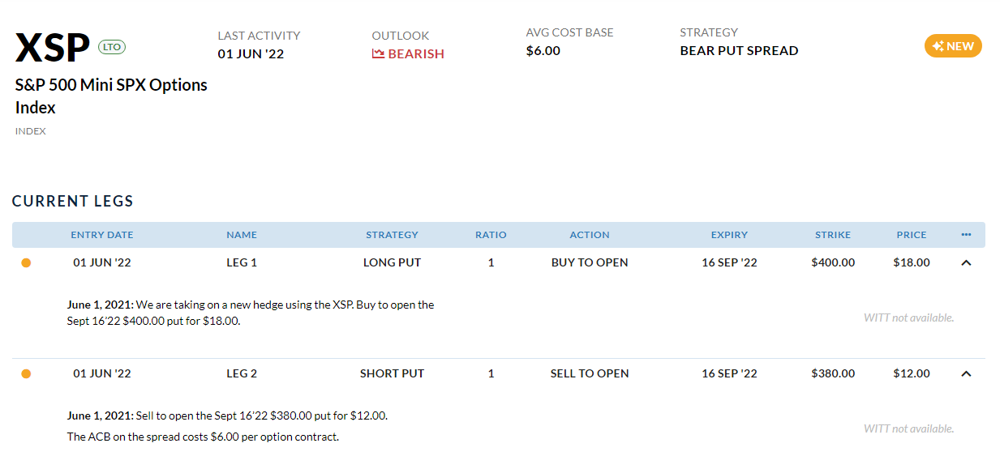 XSP LTO
S&P 500 Mini SPX Options
Index
INDEX
LAST ACTIVITY
01 JUN '22
OUTLOOK
BEARISH
AVG COST BASE
$6.00
STRATEGY
BEAR PUT SPREAD
NEW
CURRENT LEGS
ENTRY DATE NAME STRATEGY RATIO ACTION EXPIRY STRIKE PRICE ···
01 JUN '22 LEG 1 LONG PUT 1 BUY TO OPEN 16 SEP '22 $400.00 $18.00
June 1, 2021: We are taking on a new hedge using the XSP. Buy to open the
Sept 16’22 $400.00 put for $18.00.
WITT not available.
01 JUN '22 LEG 2 SHORT PUT 1 SELL TO OPEN 16 SEP '22 $380.00 $12.00
June 1, 2021: Sell to open the Sept 16’22 $380.00 put for $12.00.
The ACB on the spread costs $6.00 per option contract.
WITT not available.